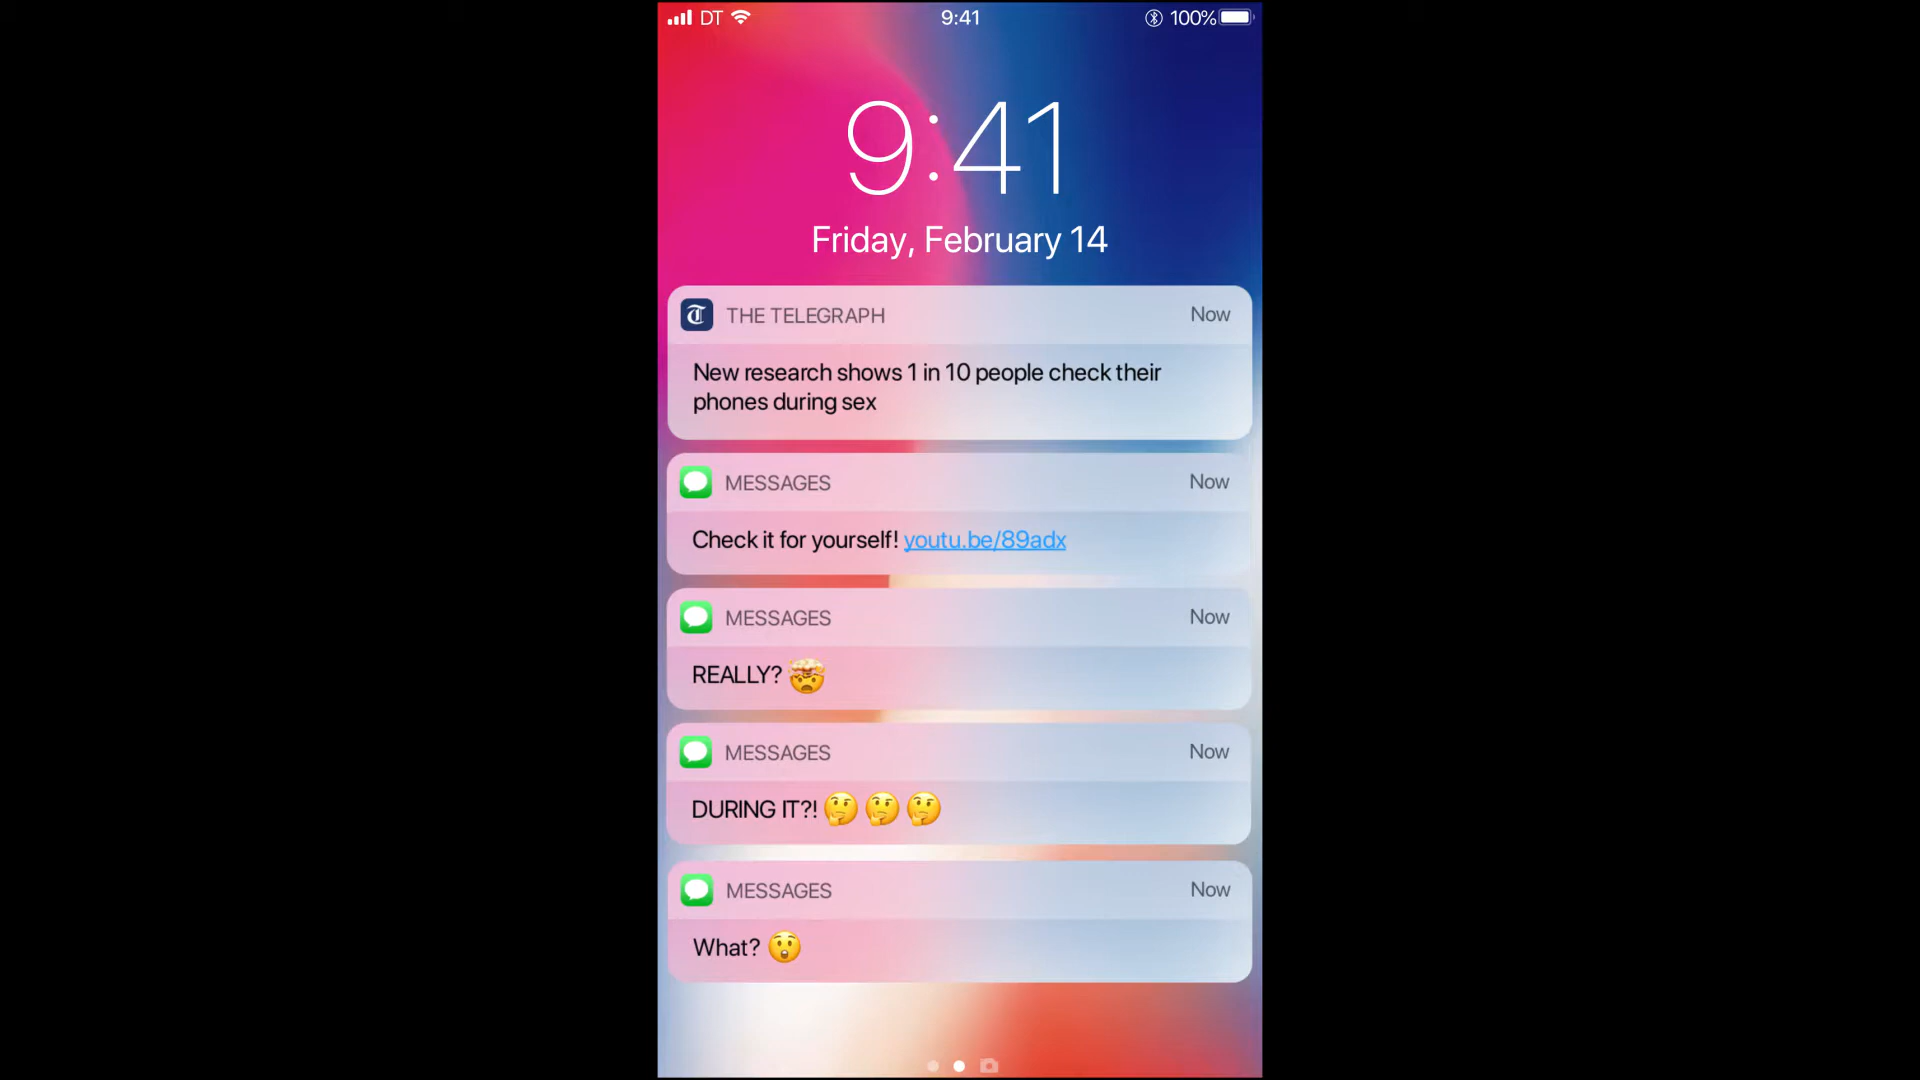 DT 9:41 100%
9:41
Friday, February 14
THE TELEGRAPH Now
New research shows 1 in 10 people check their
phones during sex
MESSAGES Now
Check it for yourself! youtu.be/89adx
MESSAGES Now
REALLY? 🤯
MESSAGES Now
DURING IT?! 🤔 🤔 🤔
MESSAGES Now
What? 😲